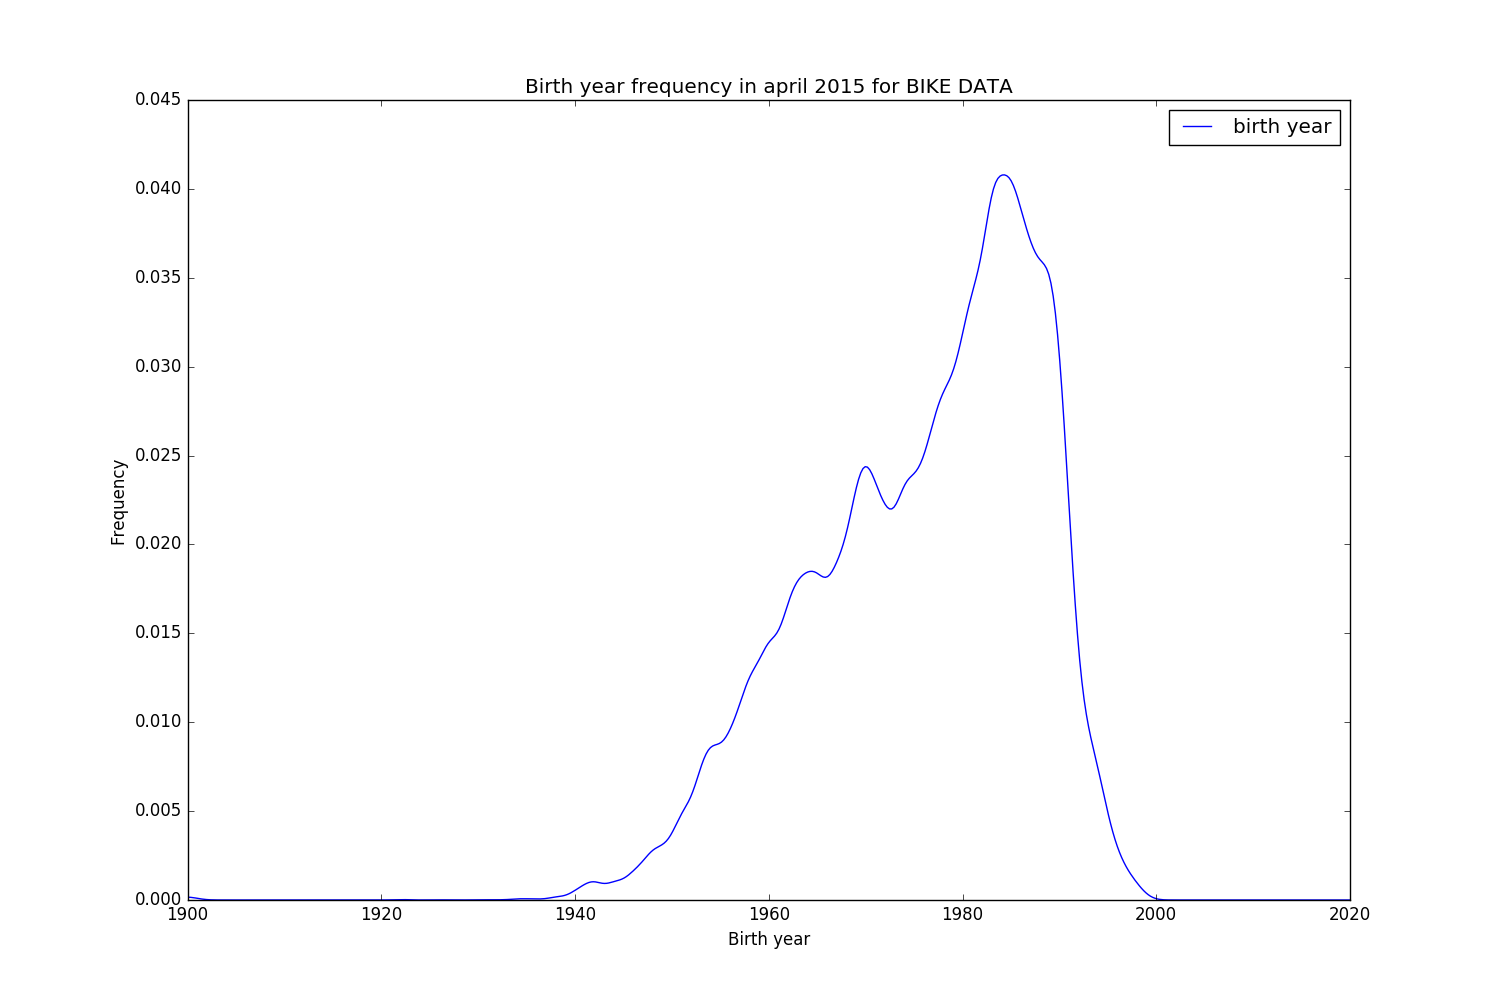 Birth year frequency in april 2015 for BIKE DATA
birth year
0.045
0.040
0.035
0.030
0.025
0.020
0.015
0.010
0.005
0.000
Frequency
1900 1920 1940 1960 1980 2000 2020
Birth year